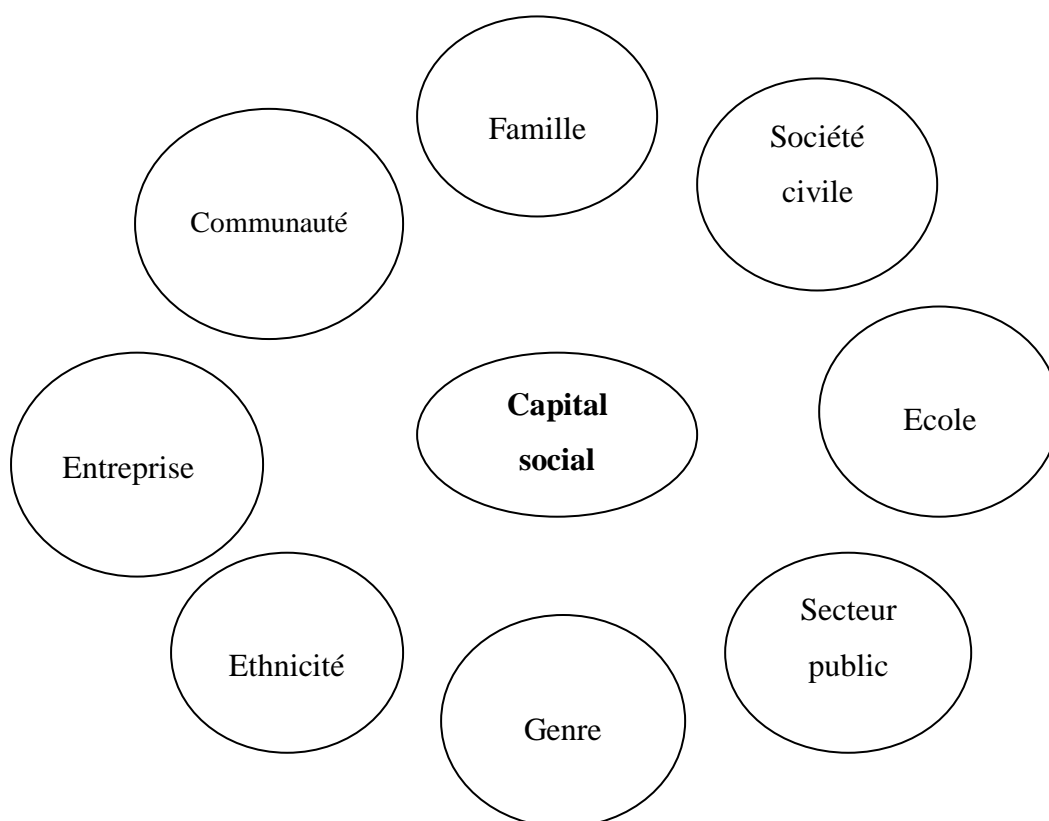 Famille
Société
civile
Communauté
Capital
social
Ecole
Entreprise
Secteur
public
Ethnicité
Genre